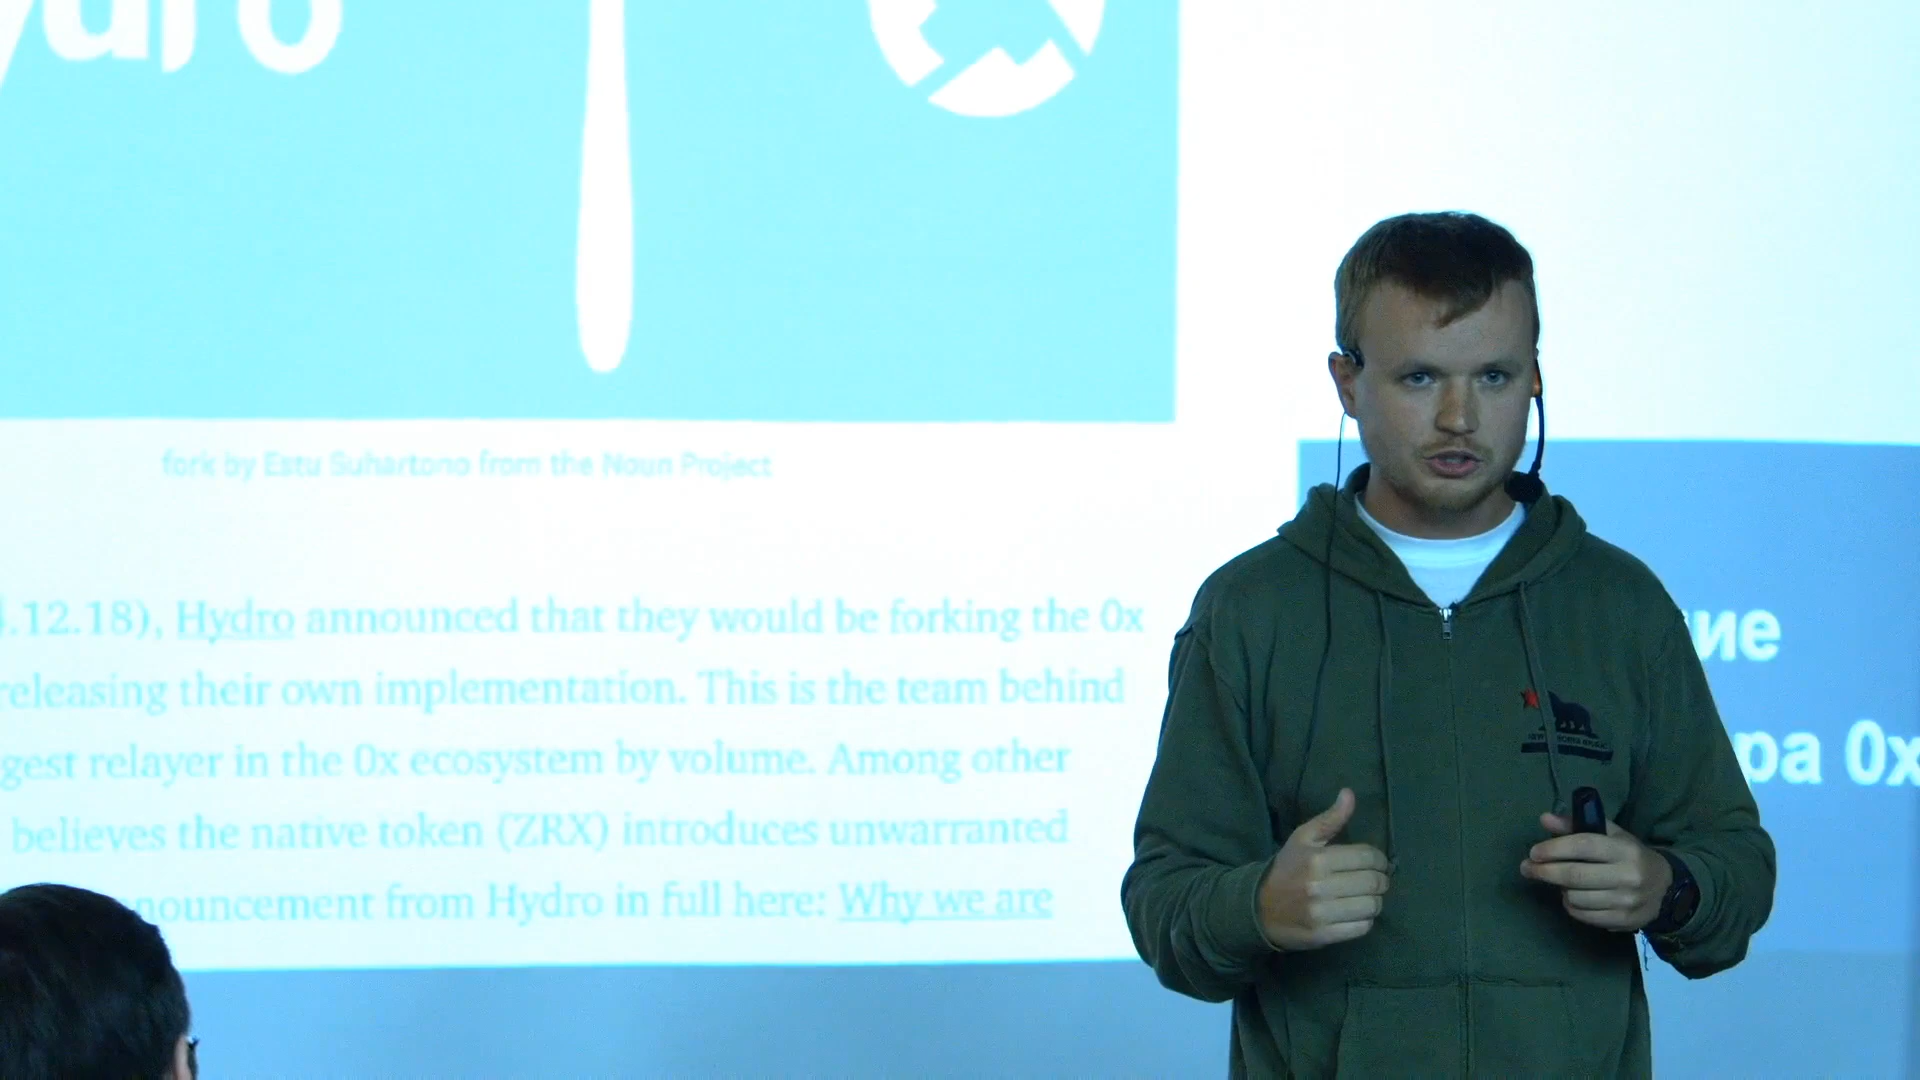 ydro
fork by Estu Suhartono from the Noun Project
.12.18), Hydro announced that they would be forking the 0x
releasing their own implementation. This is the team behind
gest relayer in the 0x ecosystem by volume. Among other
believes the native token (ZRX) introduces unwarranted
nouncement from Hydro in full here: Why we are
ие
ра 0x